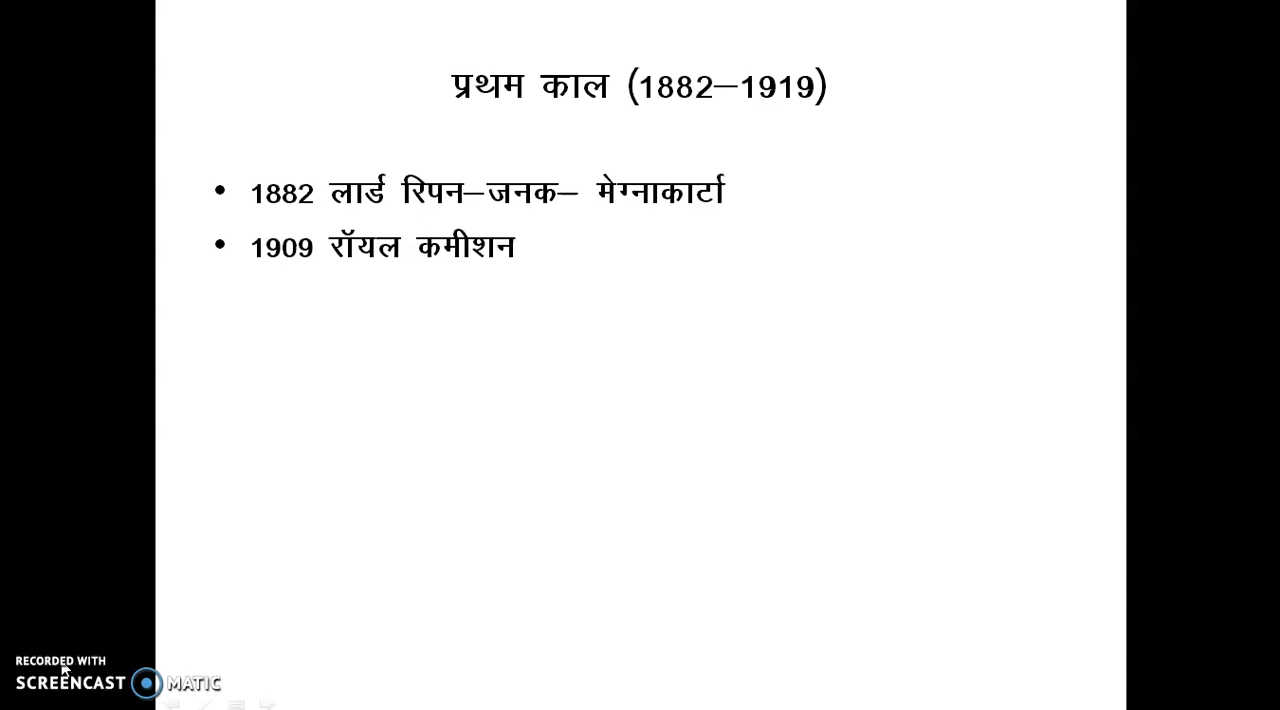 प्रथम काल (1882–1919)
• 1882 लार्ड रिपन–जनक– मेग्नाकार्टा
• 1909 रॉयल कमीशन
RECORDED WITH
SCREENCAST MATIC